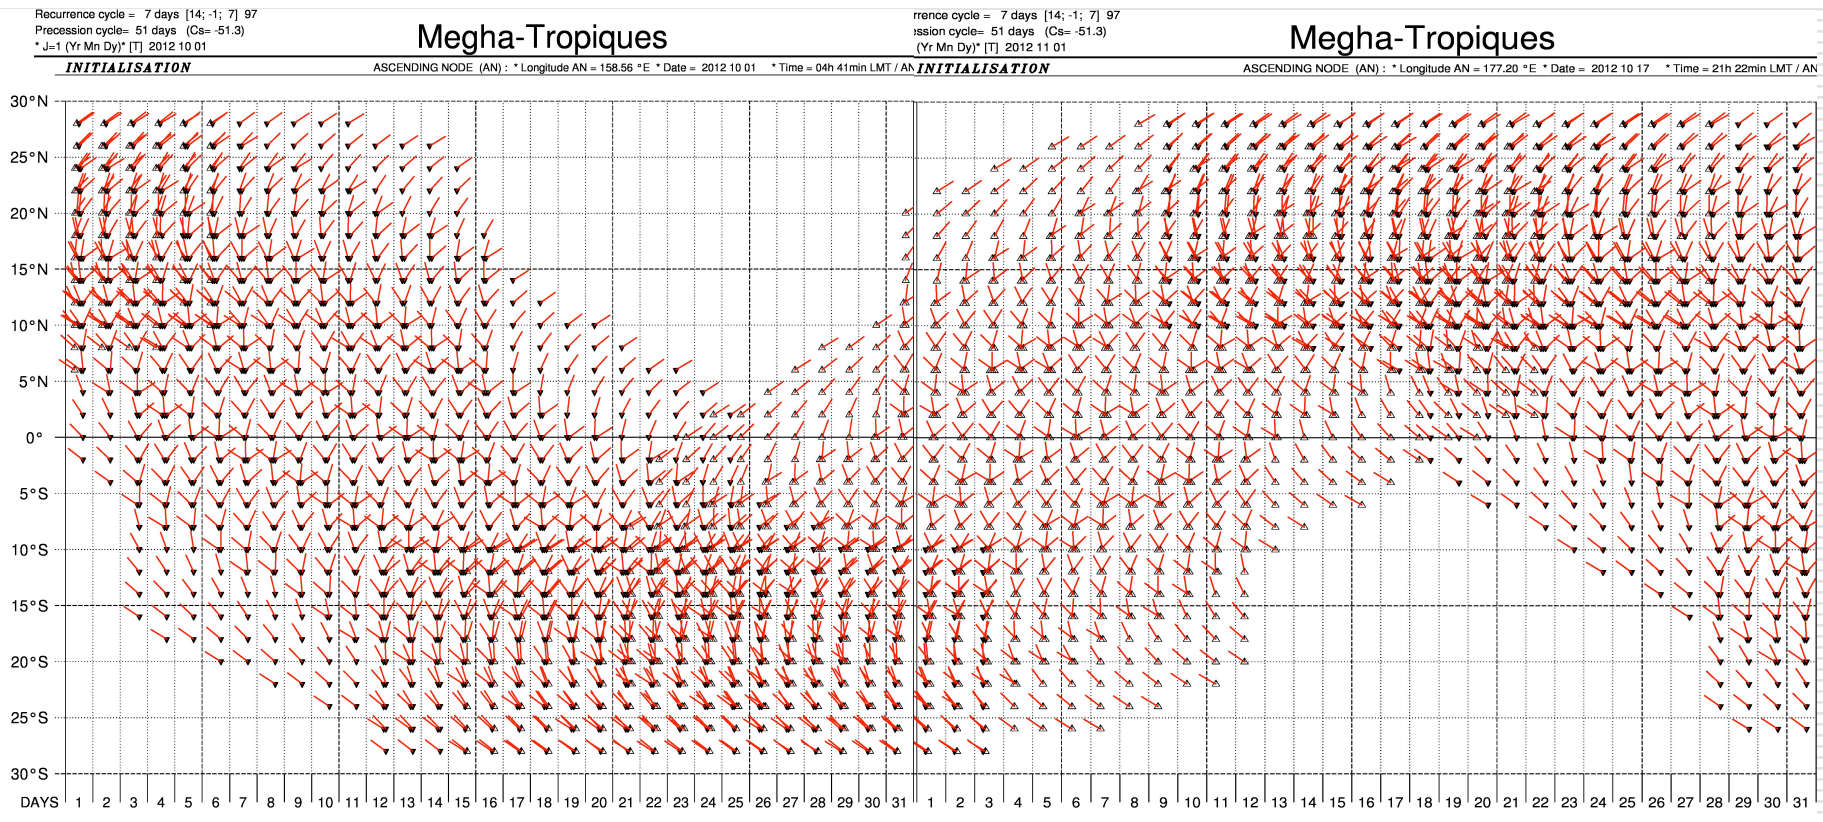 Recurrence cycle = 7 days [14; -1; 7] 97
Precession cycle= 51 days (Cs= -51.3)
* J=1 (Yr Mn Dy)* [T] 2012 10 01
Megha-Tropiques
INITIALISATION
ASCENDING NODE (AN) : * Longitude AN = 158.56 °E * Date = 2012 10 01 * Time = 04h 41min LMT / AN
30°N
25°N
20°N
15°N
10°N
5°N
0°
5°S
10°S
15°S
20°S
25°S
30°S
DAYS 1 2 3 4 5 6 7 8 9 10 11 12 13 14 15 16 17 18 19 20 21 22 23 24 25 26 27 28 29 30 31
rrence cycle = 7 days [14; -1; 7] 97
ssion cycle= 51 days (Cs= -51.3)
(Yr Mn Dy)* [T] 2012 11 01
Megha-Tropiques
INITIALISATION
ASCENDING NODE (AN) : * Longitude AN = 177.20 °E * Date = 2012 10 17 * Time = 21h 22min LMT / AN
1 2 3 4 5 6 7 8 9 10 11 12 13 14 15 16 17 18 19 20 21 22 23 24 25 26 27 28 29 30 31